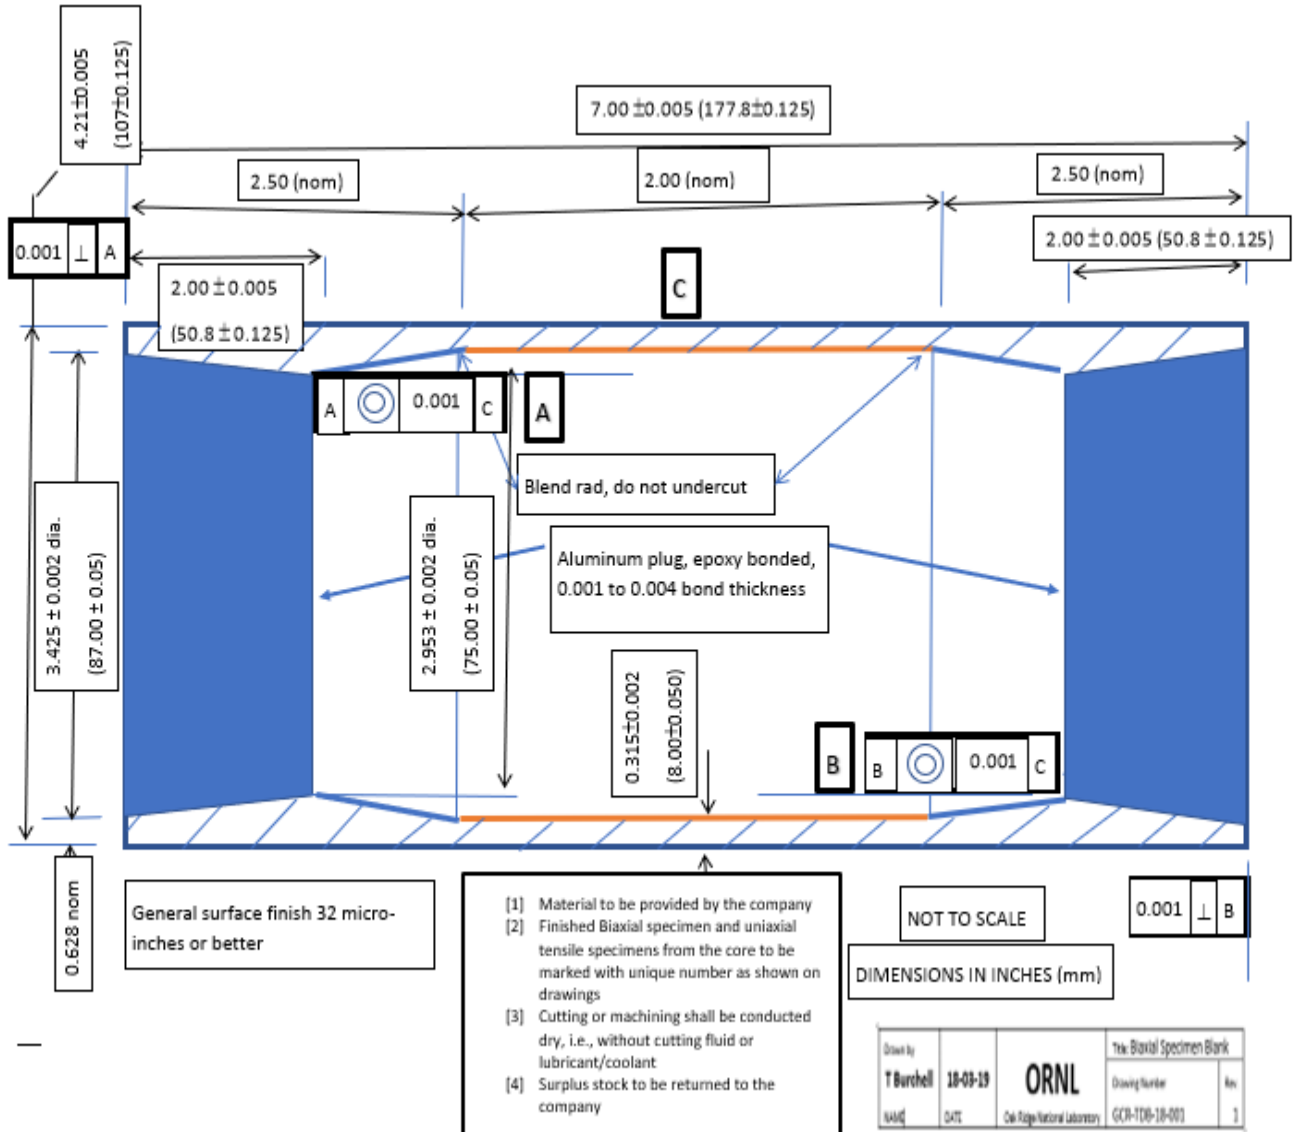 4.21±0.005
(107±0.125)
7.00 ±0.005 (177.8±0.125)
2.50 (nom)
2.00 (nom)
2.50 (nom)
0.001 ⊥ A
2.00 ±0.005
(50.8 ±0.125)
C
2.00 ±0.005 (50.8 ±0.125)
A ◎ 0.001 C
A
Blend rad, do not undercut
3.425 ± 0.002 dia.
(87.00 ± 0.05)
2.953 ± 0.002 dia.
(75.00 ± 0.05)
Aluminum plug, epoxy bonded,
0.001 to 0.004 bond thickness
0.315±0.002
(8.00±0.050)
B
B ◎ 0.001 C
0.628 nom
General surface finish 32 micro-
inches or better
[1] Material to be provided by the company
[2] Finished Biaxial specimen and uniaxial
tensile specimens from the core to be
marked with unique number as shown on
drawings
[3] Cutting or machining shall be conducted
dry, i.e., without cutting fluid or
lubricant/coolant
[4] Surplus stock to be returned to the
company
NOT TO SCALE
0.001 ⊥ B
DIMENSIONS IN INCHES (mm)
Drawn by
T Burchell
NAME
18-03-19
DATE
ORNL
Oak Ridge National Laboratory
Title: Biaxial Specimen Blank
Drawing Number
GCR-TDB-18-001
Rev
1